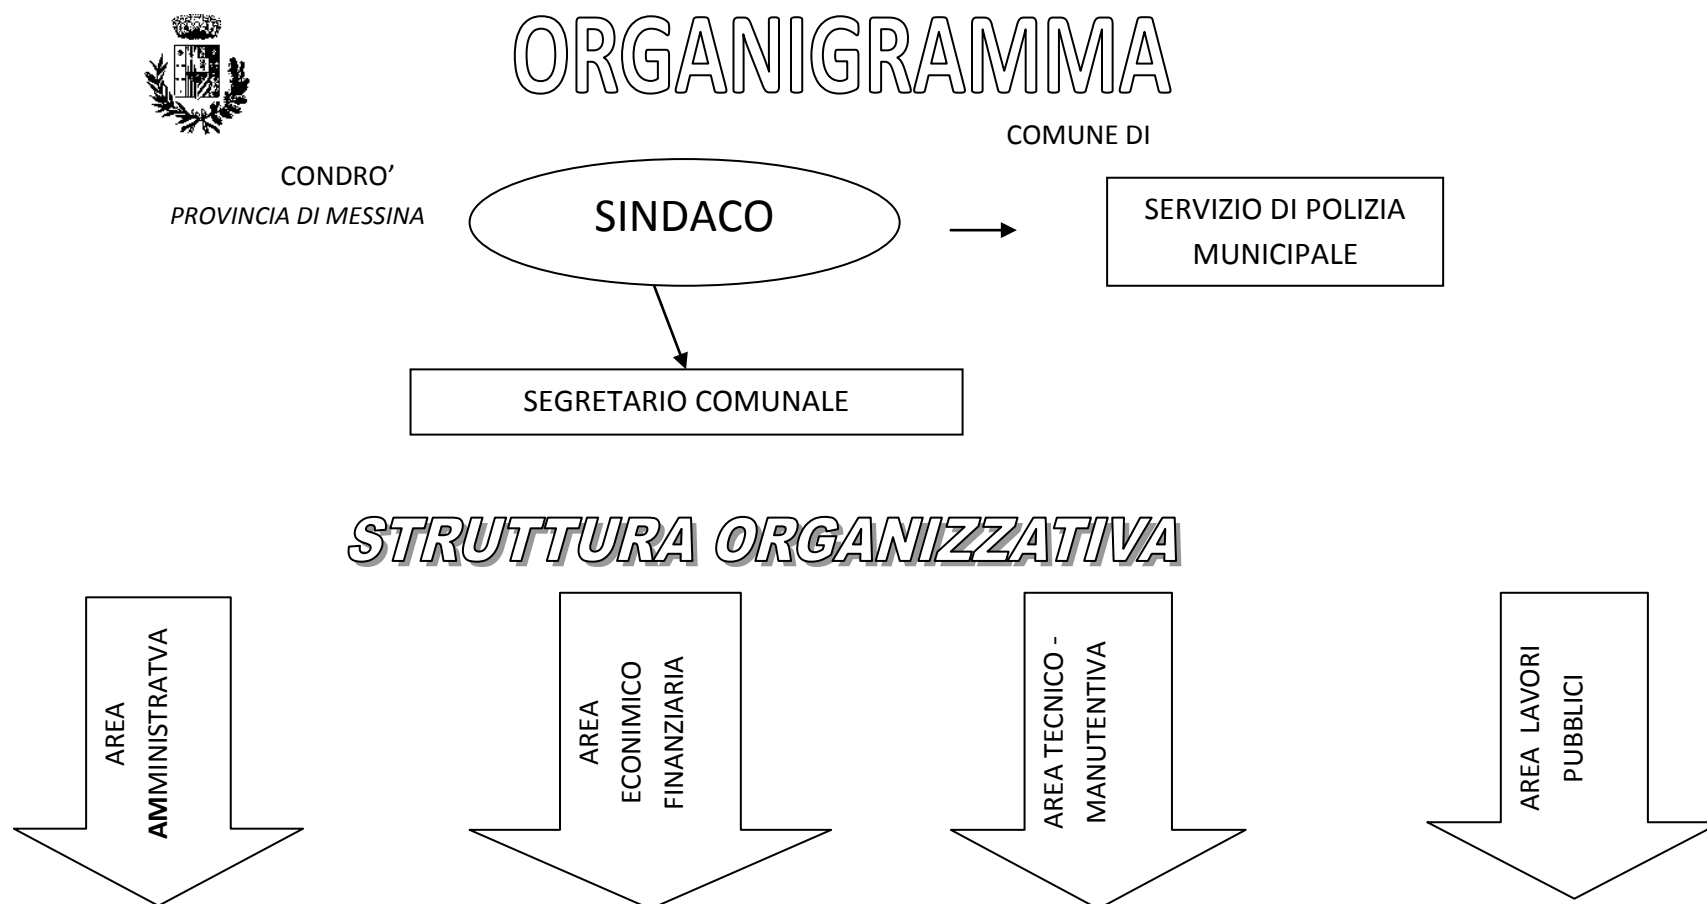 ORGANIGRAMMA
COMUNE DI
CONDRO’
PROVINCIA DI MESSINA
SINDACO
SERVIZIO DI POLIZIA
MUNICIPALE
SEGRETARIO COMUNALE
STRUTTURA ORGANIZZATIVA
AREA
AMMINISTRATVA
AREA
ECONIMICO
FINANZIARIA
AREA TECNICO -
MANUTENTIVA
AREA LAVORI
PUBBLICI